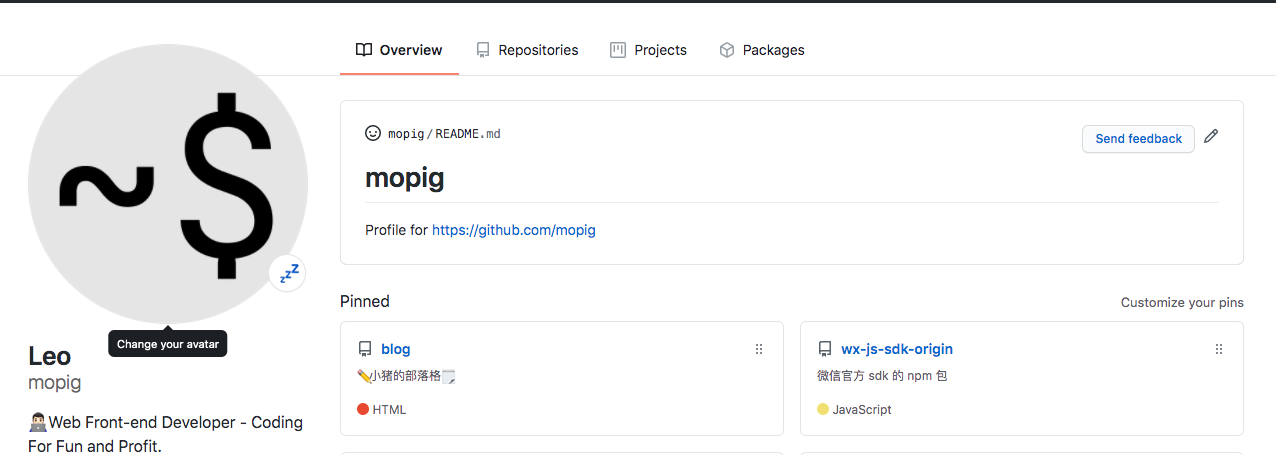 Overview Repositories Projects Packages
~$
zzz
Change your avatar
Leo
mopig
👨🏻‍💻Web Front-end Developer - Coding
For Fun and Profit.
mopig/README.md
Send feedback
mopig
Profile for https://github.com/mopig
Pinned
Customize your pins
blog
✏️小猪的部落格🗒️
HTML
wx-js-sdk-origin
微信官方 sdk 的 npm 包
JavaScript